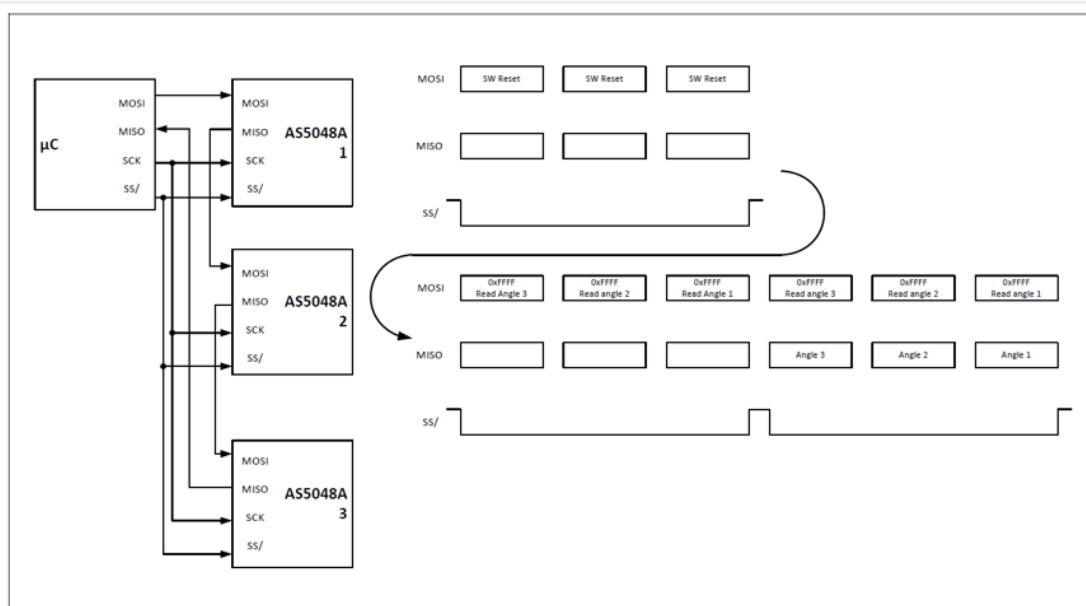 µC
MOSI
MISO
SCK
SS/
MOSI
MISO
SCK
SS/
AS5048A
1
MOSI
MISO
SCK
SS/
AS5048A
2
MOSI
MISO
SCK
SS/
AS5048A
3
MOSI
SW Reset
SW Reset
SW Reset
MISO
SS/
MOSI
0xFFFF
Read Angle 3
0xFFFF
Read angle 2
0xFFFF
Read Angle 1
0xFFFF
Read angle 3
0xFFFF
Read angle 2
0xFFFF
Read angle 1
MISO
Angle 3
Angle 2
Angle 1
SS/